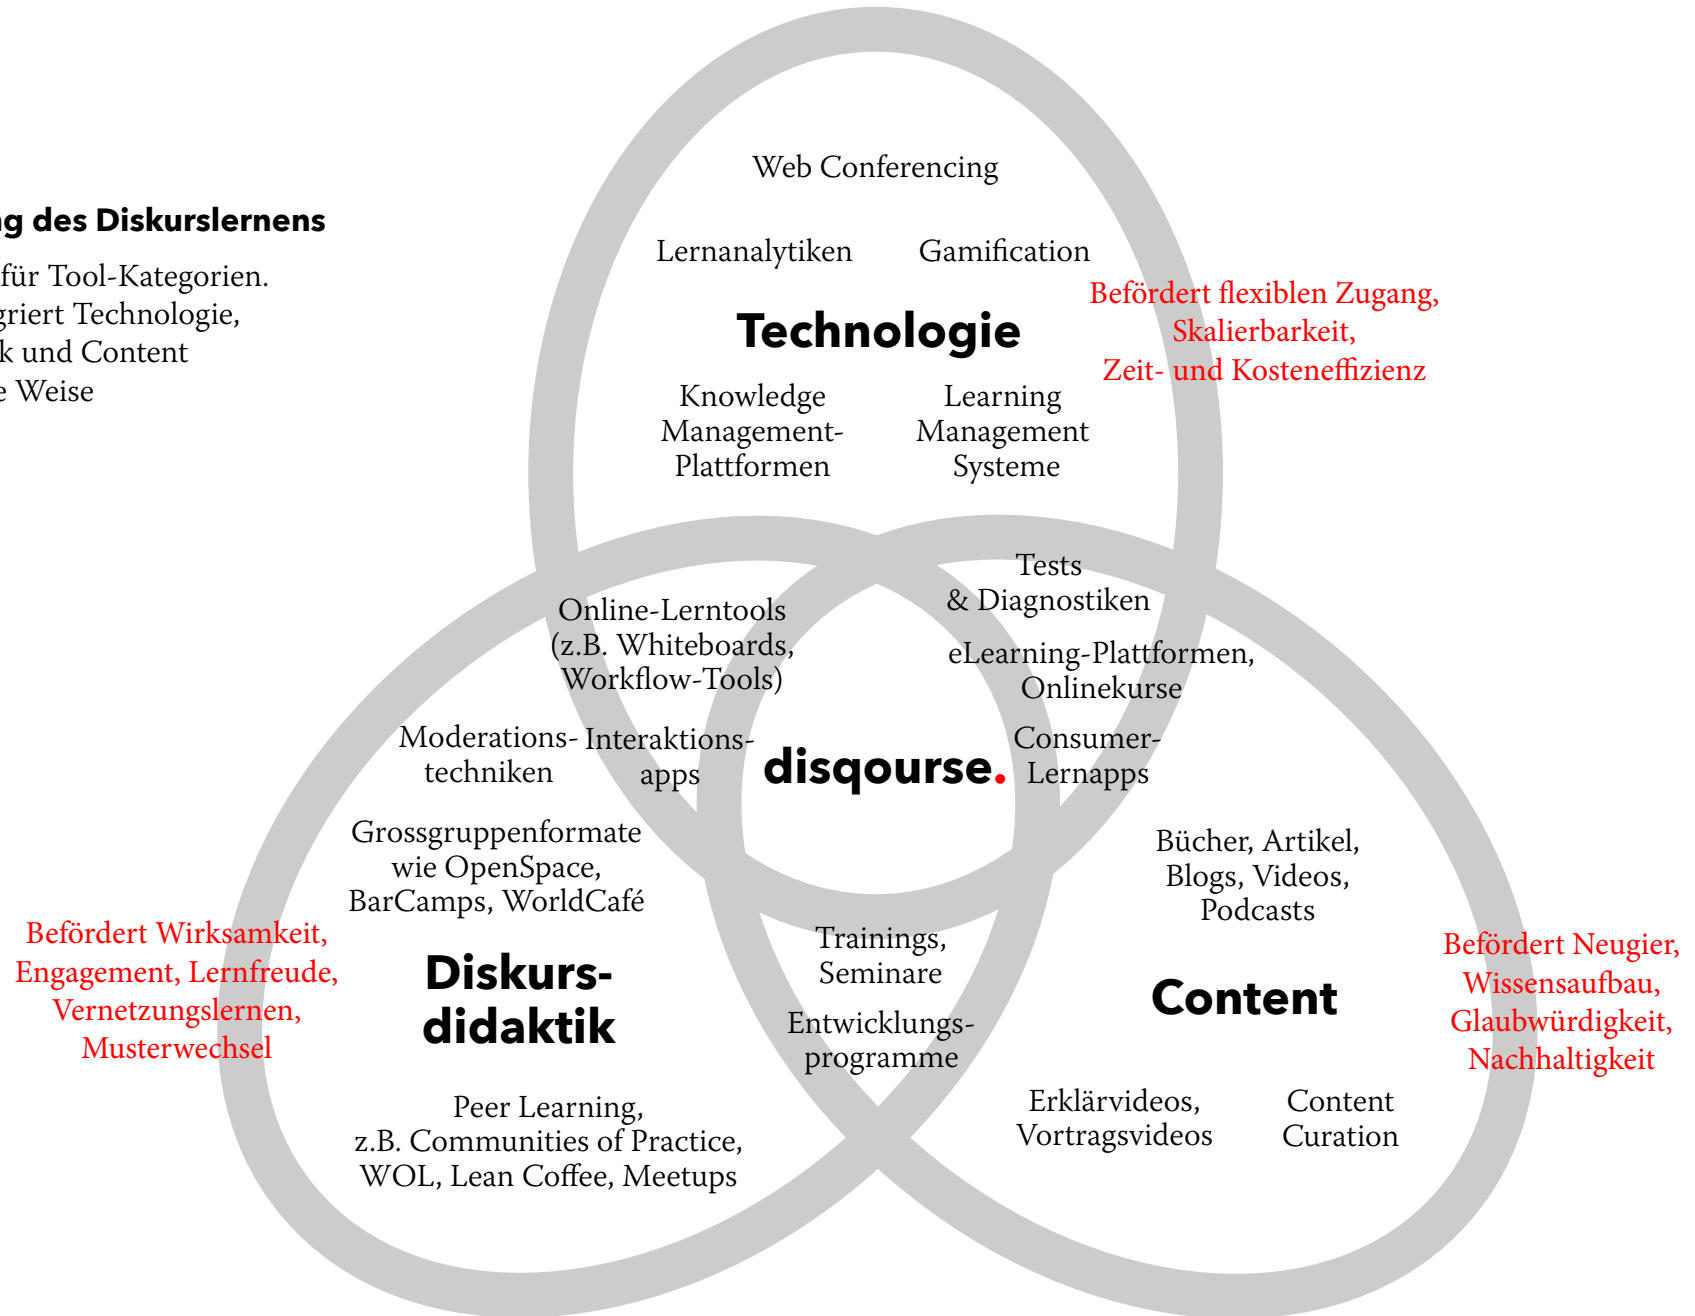 des Diskurslernens
für Tool-Kategorien.
Technologie,
und Content
Weise
Web Conferencing
Lernanalytiken
Gamification
Technologie
Befördert flexiblen Zugang,
Skalierbarkeit,
Zeit- und Kosteneffizienz
Knowledge
Management-
Plattformen
Learning
Management
Systeme
Online-Lerntools
(z.B. Whiteboards,
Workflow-Tools)
Tests
& Diagnostiken
eLearning-Plattformen,
Onlinekurse
Moderations-
techniken
Interaktions-
apps
disqourse.
Consumer-
Lernapps
Grossgruppenformate
wie OpenSpace,
BarCamps, WorldCafé
Bücher, Artikel,
Blogs, Videos,
Podcasts
Befördert Wirksamkeit,
Engagement, Lernfreude,
Vernetzungslernen,
Musterwechsel
Diskurs-
didaktik
Trainings,
Seminare
Entwicklungs-
programme
Content
Befördert Neugier,
Wissensaufbau,
Glaubwürdigkeit,
Nachhaltigkeit
Peer Learning,
z.B. Communities of Practice,
WOL, Lean Coffee, Meetups
Erklärvideos,
Vortragsvideos
Content
Curation